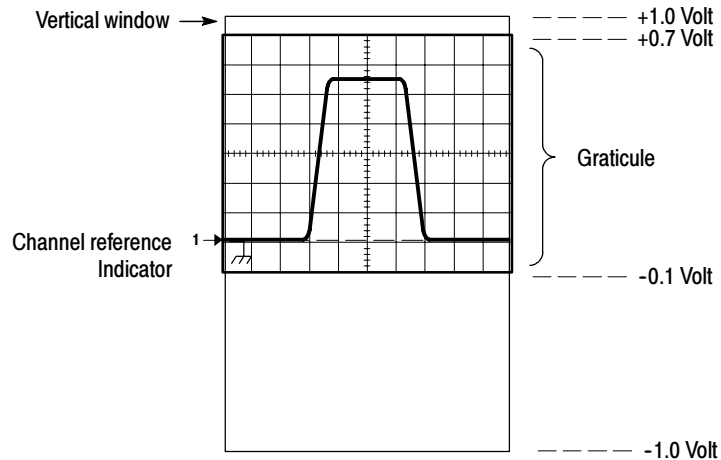 Vertical window
+1.0 Volt
+0.7 Volt
Graticule
1
Channel reference
Indicator
-0.1 Volt
-1.0 Volt